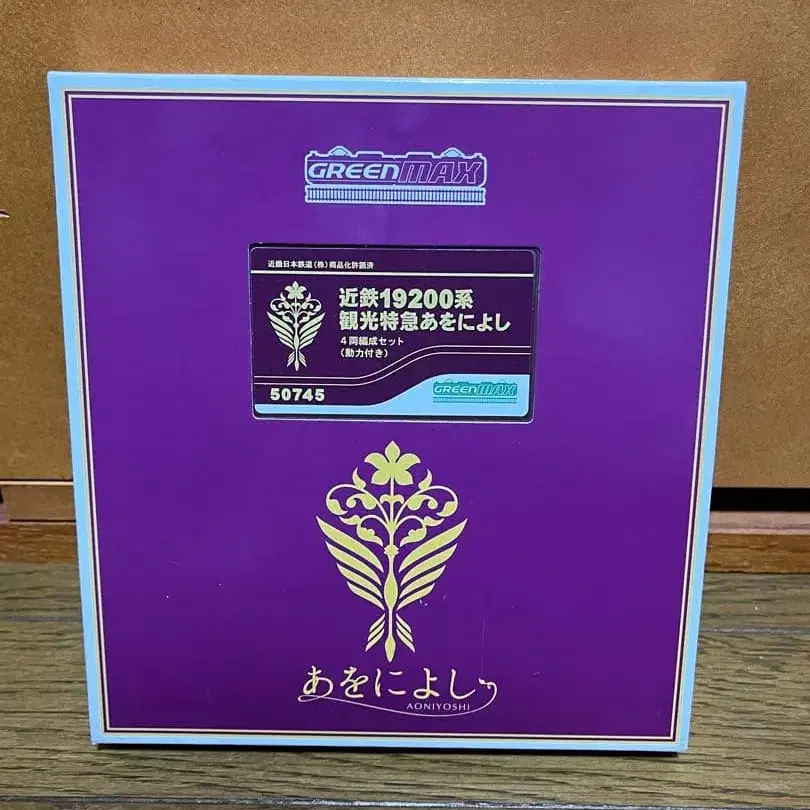 GREENMAX
近畿日本鉄道(株)商品化許諾済
近鉄19200系
観光特急あをによし
4両編成セット
(動力付き)
50745
GREENMAX
あをによし
AONIYOSHI